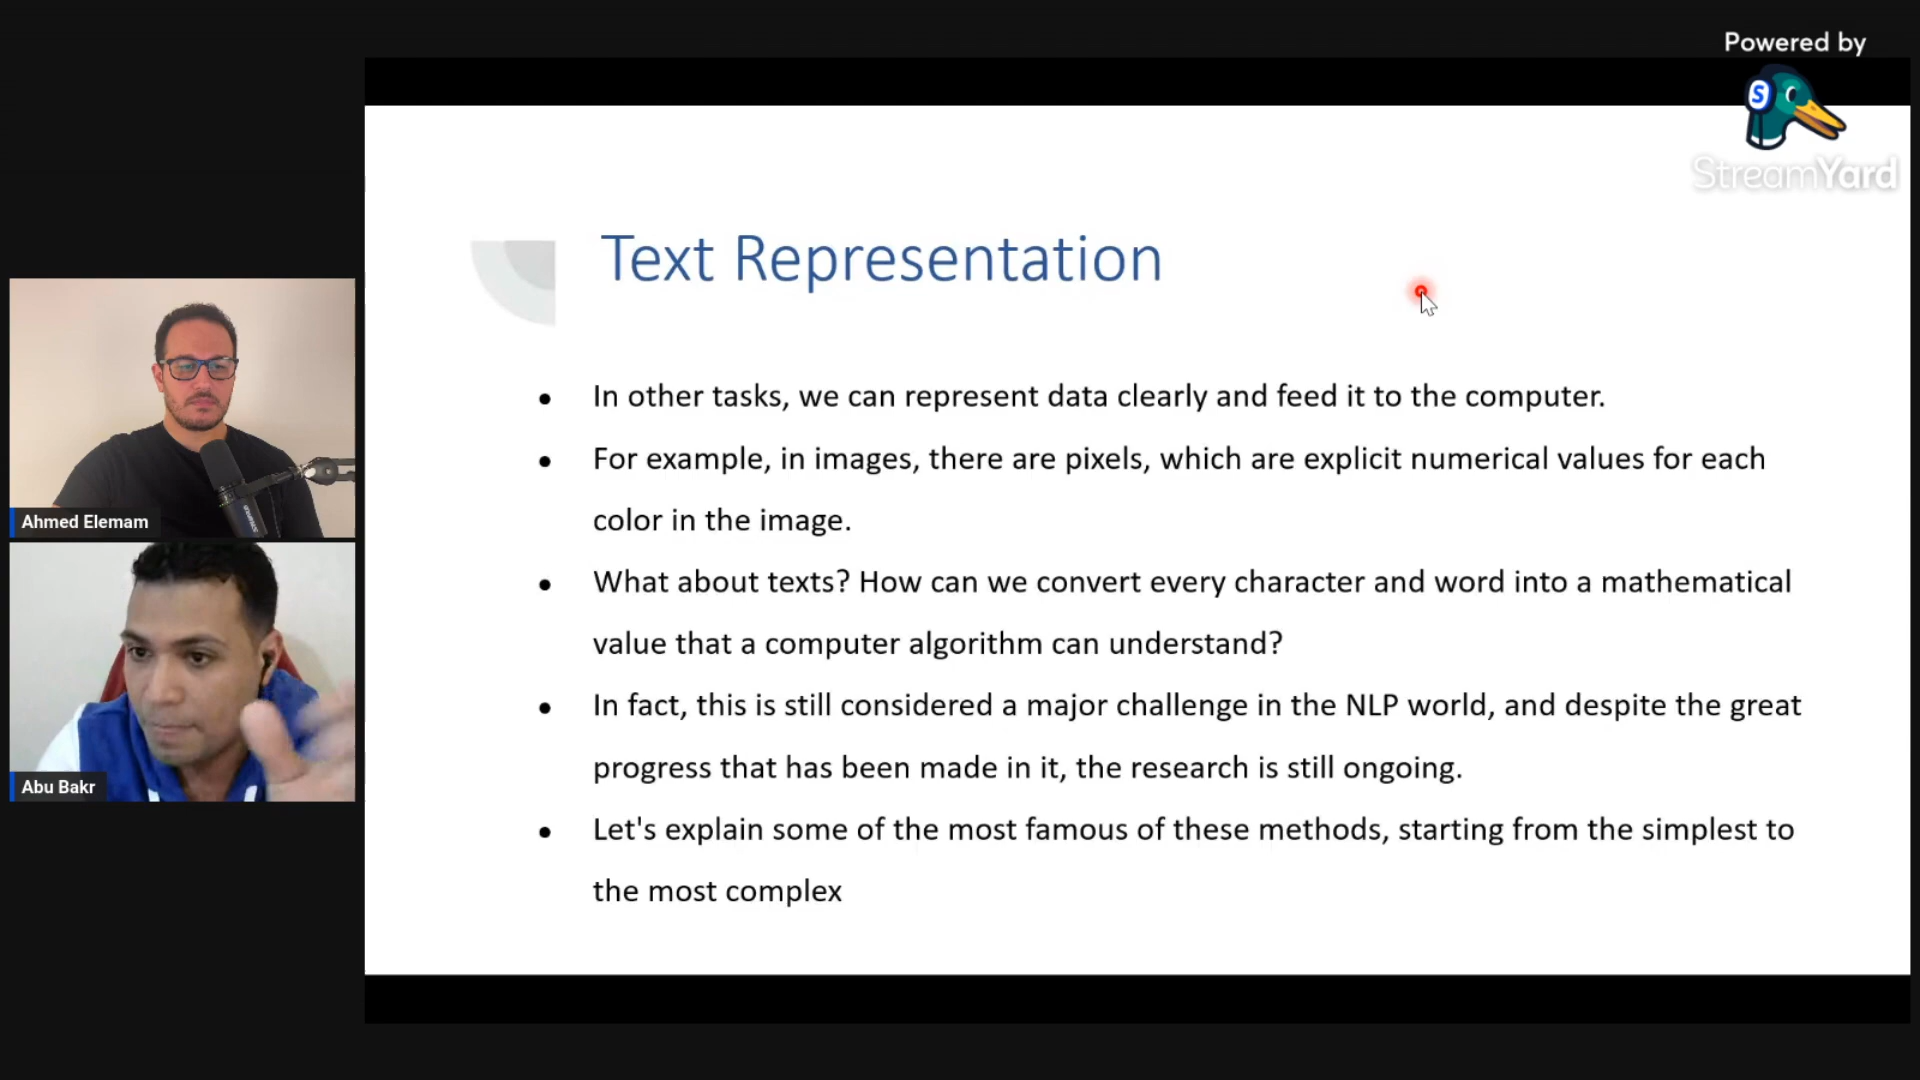 Powered by
StreamYard
Text Representation
• In other tasks, we can represent data clearly and feed it to the computer.
• For example, in images, there are pixels, which are explicit numerical values for each
color in the image.
• What about texts? How can we convert every character and word into a mathematical
value that a computer algorithm can understand?
• In fact, this is still considered a major challenge in the NLP world, and despite the great
progress that has been made in it, the research is still ongoing.
• Let's explain some of the most famous of these methods, starting from the simplest to
the most complex
Ahmed Elemam
Abu Bakr